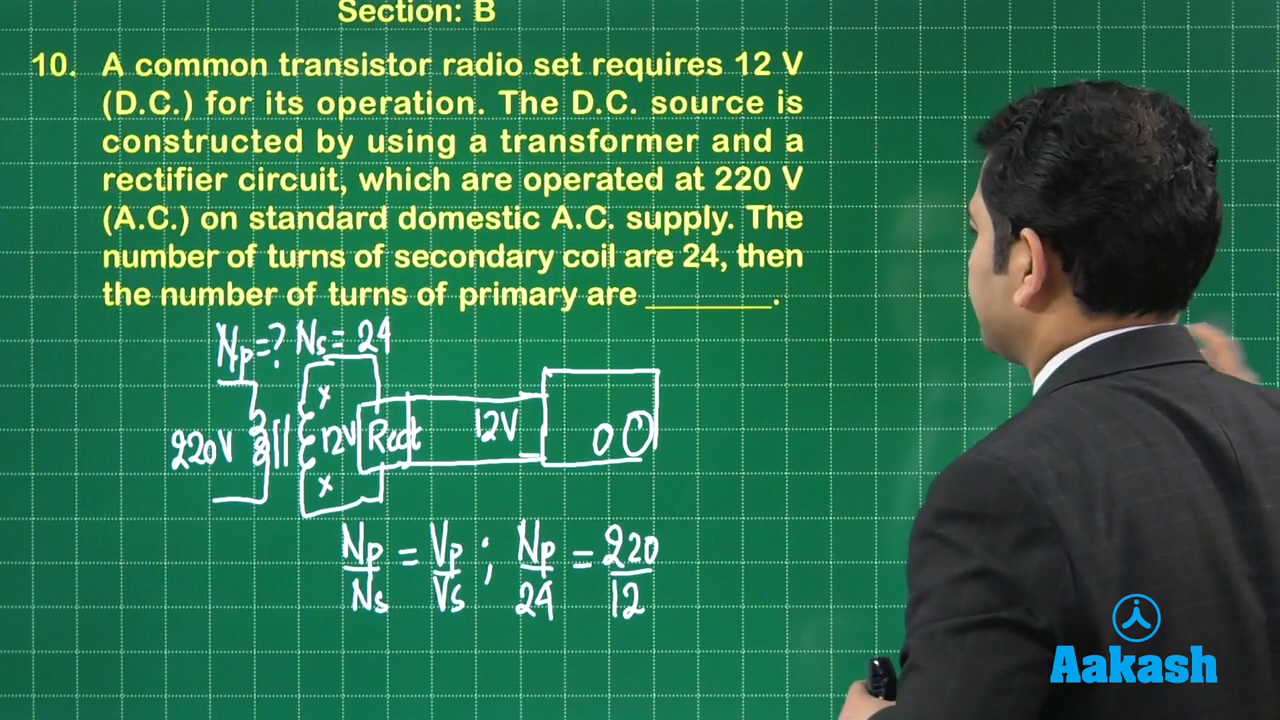 Section: B
10. A common transistor radio set requires 12 V
(D.C.) for its operation. The D.C. source is
constructed by using a transformer and a
rectifier circuit, which are operated at 220 V
(A.C.) on standard domestic A.C. supply. The
number of turns of secondary coil are 24, then
the number of turns of primary are ________.
Np=? Ns=24
220V 12V Rect 12V
Np/Ns = Vp/Vs ; Np/24 = 220/12
Aakash